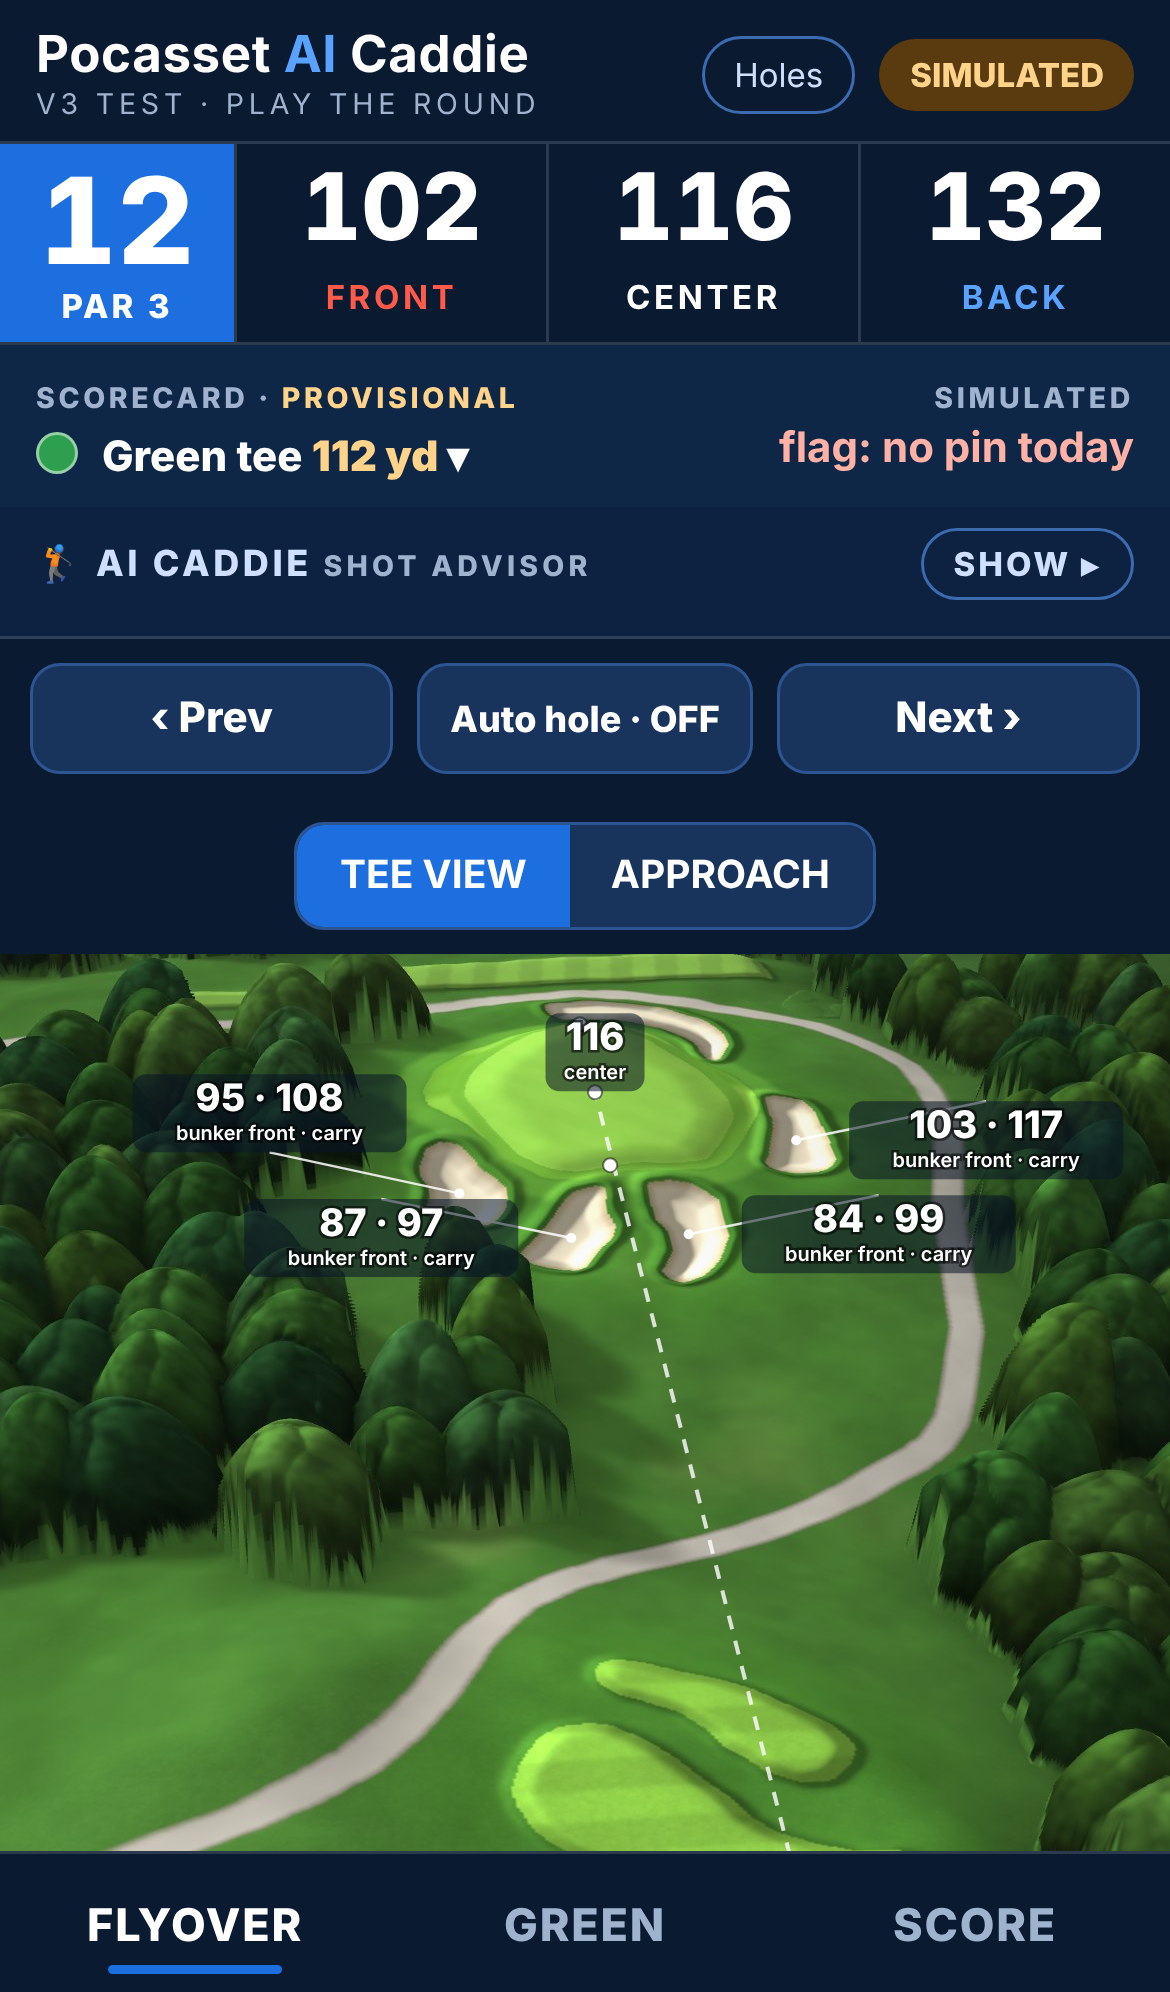 Pocasset AI Caddie
V3 TEST · PLAY THE ROUND
Holes
SIMULATED
12
PAR 3
102
FRONT
116
CENTER
132
BACK
SCORECARD · PROVISIONAL
Green tee 112 yd ▼
SIMULATED
flag: no pin today
AI CADDIE SHOT ADVISOR
SHOW ▸
‹ Prev
Auto hole · OFF
Next ›
TEE VIEW
APPROACH
116
center
95 · 108
bunker front · carry
103 · 117
bunker front · carry
87 · 97
bunker front · carry
84 · 99
bunker front · carry
FLYOVER
GREEN
SCORE